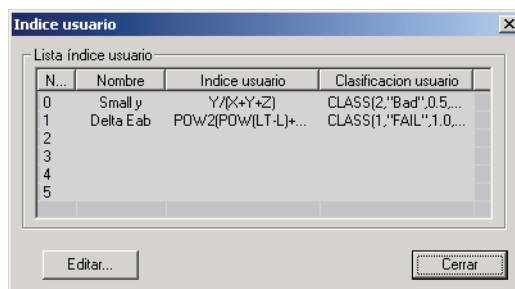 Indice usuario
Lista índice usuario
N... Nombre Indice usuario Clasificacion usuario
0 Small y Y/(X+Y+Z) CLASS(2,"Bad",0.5,...
1 Delta Eab POW2(POW(LT-L)+... CLASS(1,"FAIL",1.0,...
2
3
4
5
Editar... Cerrar